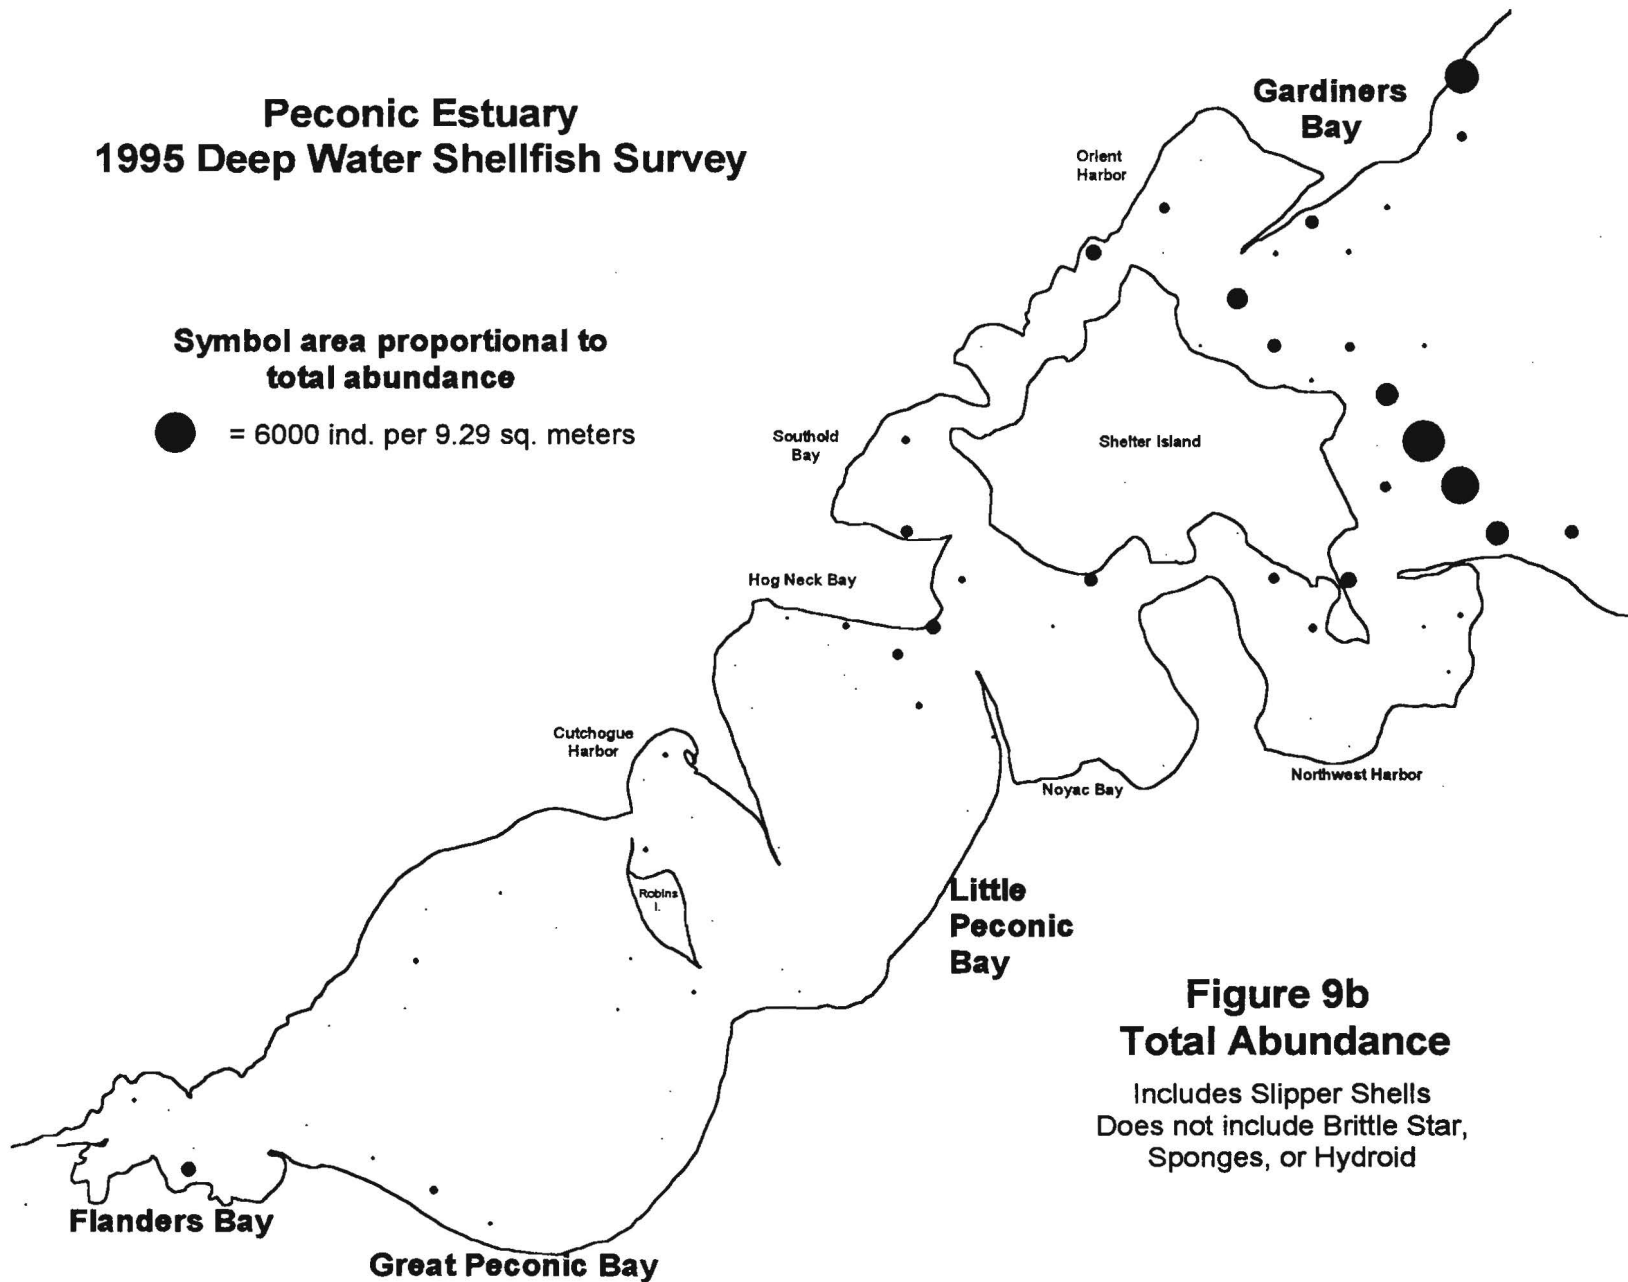 Peconic Estuary
1995 Deep Water Shellfish Survey
Gardiners
Bay
Orient
Harbor
Symbol area proportional to
total abundance
= 6000 ind. per 9.29 sq. meters
Southold
Bay
Shelter Island
Hog Neck Bay
Cutchogue
Harbor
Noyac Bay
Northwest Harbor
Robins
I.
Little
Peconic
Bay
Figure 9b
Total Abundance
Includes Slipper Shells
Does not include Brittle Star,
Sponges, or Hydroid
Flanders Bay
Great Peconic Bay